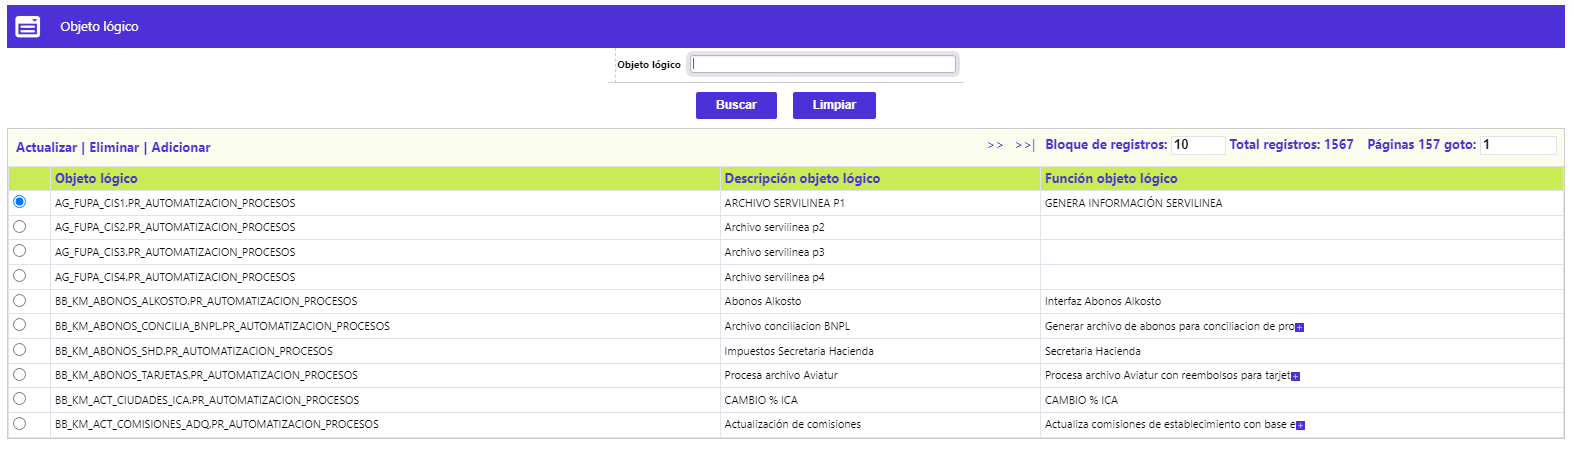 Objeto lógico
Objeto lógico
Buscar Limpiar
Actualizar | Eliminar | Adicionar >> >>| Bloque de registros: 10 Total registros: 1567 Páginas 157 goto: 1
Objeto lógico Descripción objeto lógico Función objeto lógico
AG_FUPA_CIS1.PR_AUTOMATIZACION_PROCESOS ARCHIVO SERVILINEA P1 GENERA INFORMACIÓN SERVILINEA
AG_FUPA_CIS2.PR_AUTOMATIZACION_PROCESOS Archivo servilinea p2
AG_FUPA_CIS3.PR_AUTOMATIZACION_PROCESOS Archivo servilinea p3
AG_FUPA_CIS4.PR_AUTOMATIZACION_PROCESOS Archivo servilinea p4
BB_KM_ABONOS_ALKOSTO.PR_AUTOMATIZACION_PROCESOS Abonos Alkosto Interfaz Abonos Alkosto
BB_KM_ABONOS_CONCILIA_BNPL.PR_AUTOMATIZACION_PROCESOS Archivo conciliacion BNPL Generar archivo de abonos para conciliacion de pro
BB_KM_ABONOS_SHD.PR_AUTOMATIZACION_PROCESOS Impuestos Secretaria Hacienda Secretaria Hacienda
BB_KM_ABONOS_TARJETAS.PR_AUTOMATIZACION_PROCESOS Procesa archivo Aviatur Procesa archivo Aviatur con reembolsos para tarjet
BB_KM_ACT_CIUDADES_ICA.PR_AUTOMATIZACION_PROCESOS CAMBIO % ICA CAMBIO % ICA
BB_KM_ACT_COMISIONES_ADQ.PR_AUTOMATIZACION_PROCESOS Actualización de comisiones Actualiza comisiones de establecimiento con base e